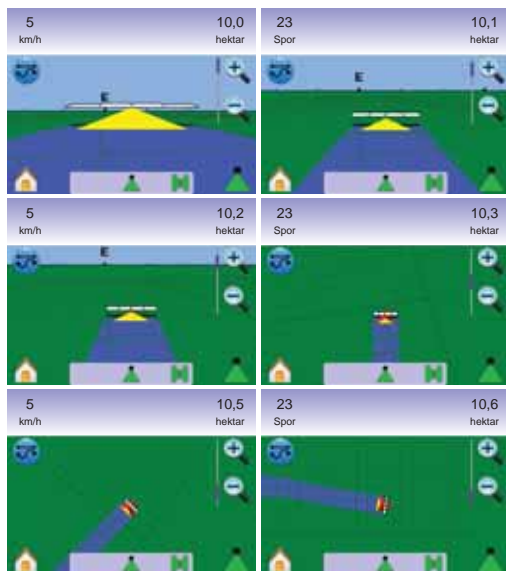 5 10,0
km/h hektar
E
23 10,1
Spor hektar
E
5 10,2
km/h hektar
E
23 10,3
Spor hektar
5 10,5
km/h hektar
23 10,6
Spor hektar